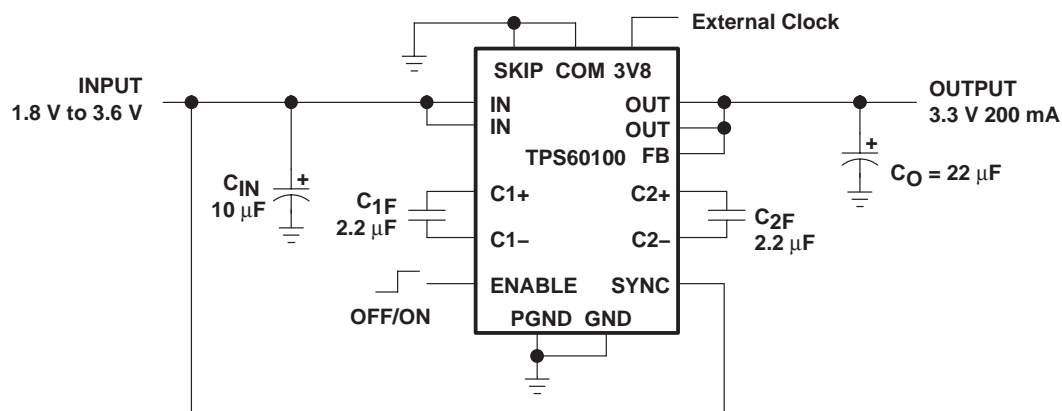 External Clock
SKIP COM 3V8
INPUT
1.8 V to 3.6 V
IN
IN
OUT
OUT
TPS60100 FB
OUTPUT
3.3 V 200 mA
+
CIN
10 μF
+
CO = 22 μF
C1F
2.2 μF
C1+
C1−
C2+
C2−
C2F
2.2 μF
ENABLE SYNC
OFF/ON
PGND GND